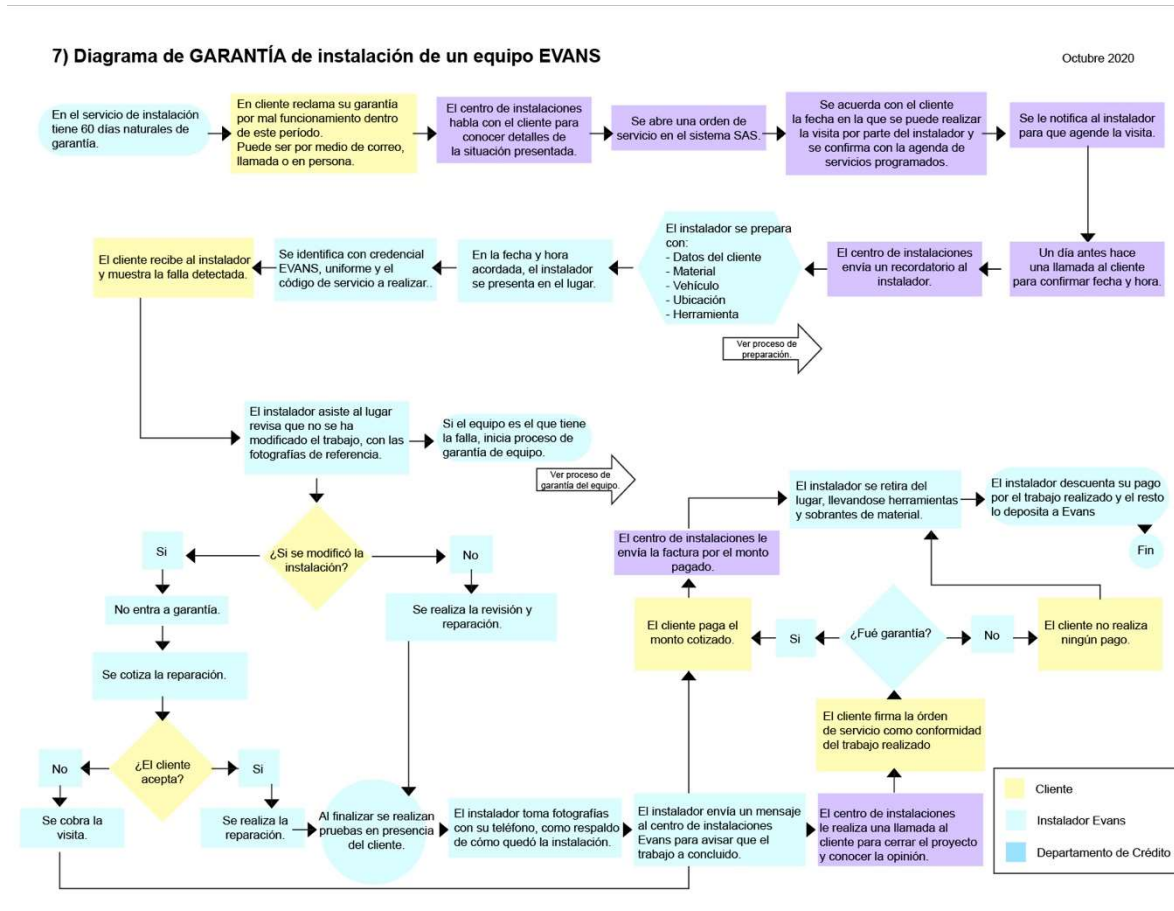 7) Diagrama de GARANTÍA de instalación de un equipo EVANS
Octubre 2020
En el servicio de instalación
tiene 60 días naturales de
garantía.
En cliente reclama su garantía
por mal funcionamiento dentro
de este período.
Puede ser por medio de correo,
llamada o en persona.
El centro de instalaciones
habla con el cliente para
conocer detalles de
la situación presentada.
Se abre una orden de
servicio en el sistema SAS.
Se acuerda con el cliente
la fecha en la que se puede realizar
la visita por parte del instalador y
se confirma con la agenda de
servicios programados.
Se le notifica al instalador
para que agende la visita.
Un día antes hace
una llamada al cliente
para confirmar fecha y hora.
El centro de instalaciones
envía un recordatorio al
instalador.
El instalador se prepara
con:
- Datos del cliente
- Material
- Vehículo
- Ubicación
- Herramienta
Ver proceso de
preparación.
En la fecha y hora
acordada, el instalador
se presenta en el lugar.
Se identifica con credencial
EVANS, uniforme y el
código de servicio a realizar..
El cliente recibe al instalador
y muestra la falla detectada.
El instalador asiste al lugar
revisa que no se ha
modificado el trabajo, con las
fotografías de referencia.
Si el equipo es el que tiene
la falla, inicia proceso de
garantía de equipo.
Ver proceso de
garantía del equipo.
¿Si se modificó la
instalación?
Si
No
No entra a garantía.
Se realiza la revisión y
reparación.
Se cotiza la reparación.
¿El cliente
acepta?
No
Si
Se cobra la
visita.
Se realiza la
reparación.
Al finalizar se realizan
pruebas en presencia
del cliente.
El instalador toma fotografías
con su teléfono, como respaldo
de cómo quedó la instalación.
El instalador envía un mensaje
al centro de instalaciones
Evans para avisar que el
trabajo a concluido.
El centro de instalaciones
le realiza una llamada al
cliente para cerrar el proyecto
y conocer la opinión.
El cliente firma la órden
de servicio como conformidad
del trabajo realizado
¿Fué garantía?
Si
No
El cliente paga el
monto cotizado.
El cliente no realiza
ningún pago.
El centro de instalaciones le
envía la factura por el monto
pagado.
El instalador se retira del
lugar, llevandose herramientas
y sobrantes de material.
El instalador descuenta su pago
por el trabajo realizado y el resto
lo deposita a Evans
Fin
Cliente
Instalador Evans
Departamento de Crédito